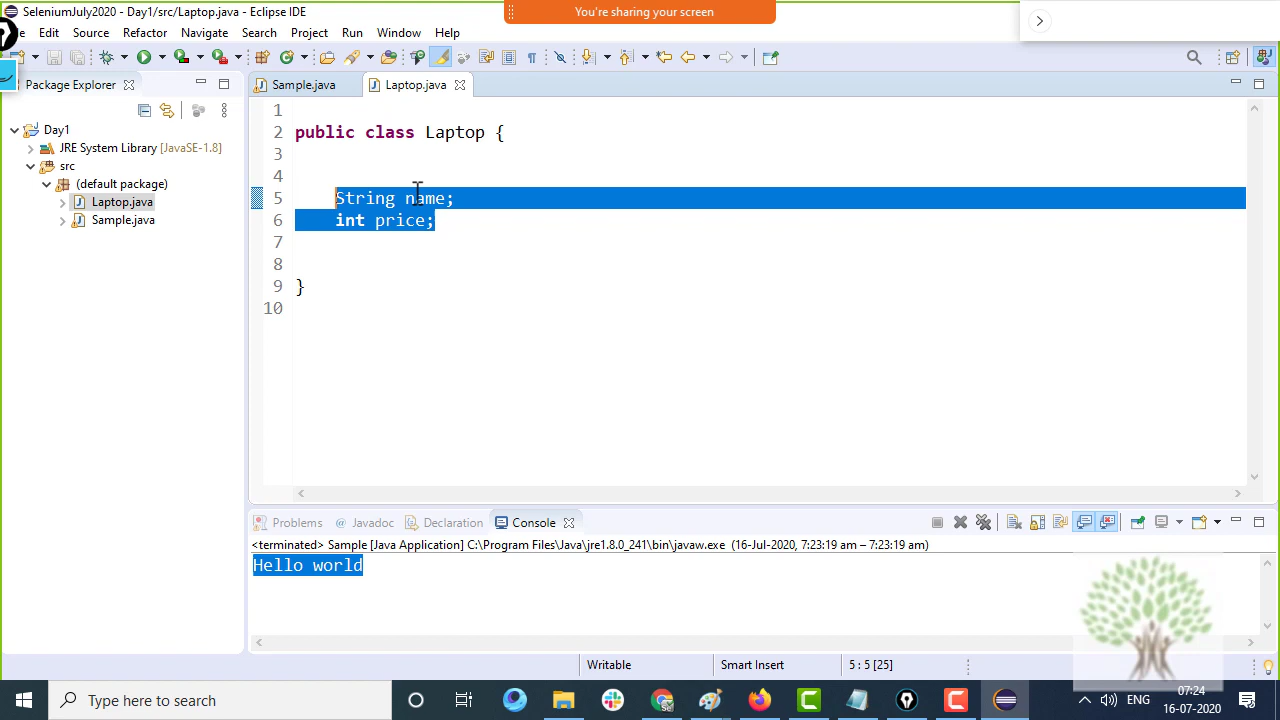 SeleniumJuly2020 - Day1/src/Laptop.java - Eclipse IDE
You're sharing your screen
Edit Source Refactor Navigate Search Project Run Window Help
Package Explorer
Sample.java
Laptop.java
Day1
JRE System Library [JavaSE-1.8]
src
(default package)
Laptop.java
Sample.java
1
2 public class Laptop {
3
4
5 String name;
6 int price;
7
8
9 }
10
Problems @ Javadoc Declaration Console
<terminated> Sample [Java Application] C:\Program Files\Java\jre1.8.0_241\bin\javaw.exe (16-Jul-2020, 7:23:19 am – 7:23:19 am)
Hello world
Writable Smart Insert 5 : 5 [25]
Type here to search
ENG
07:24
16-07-2020